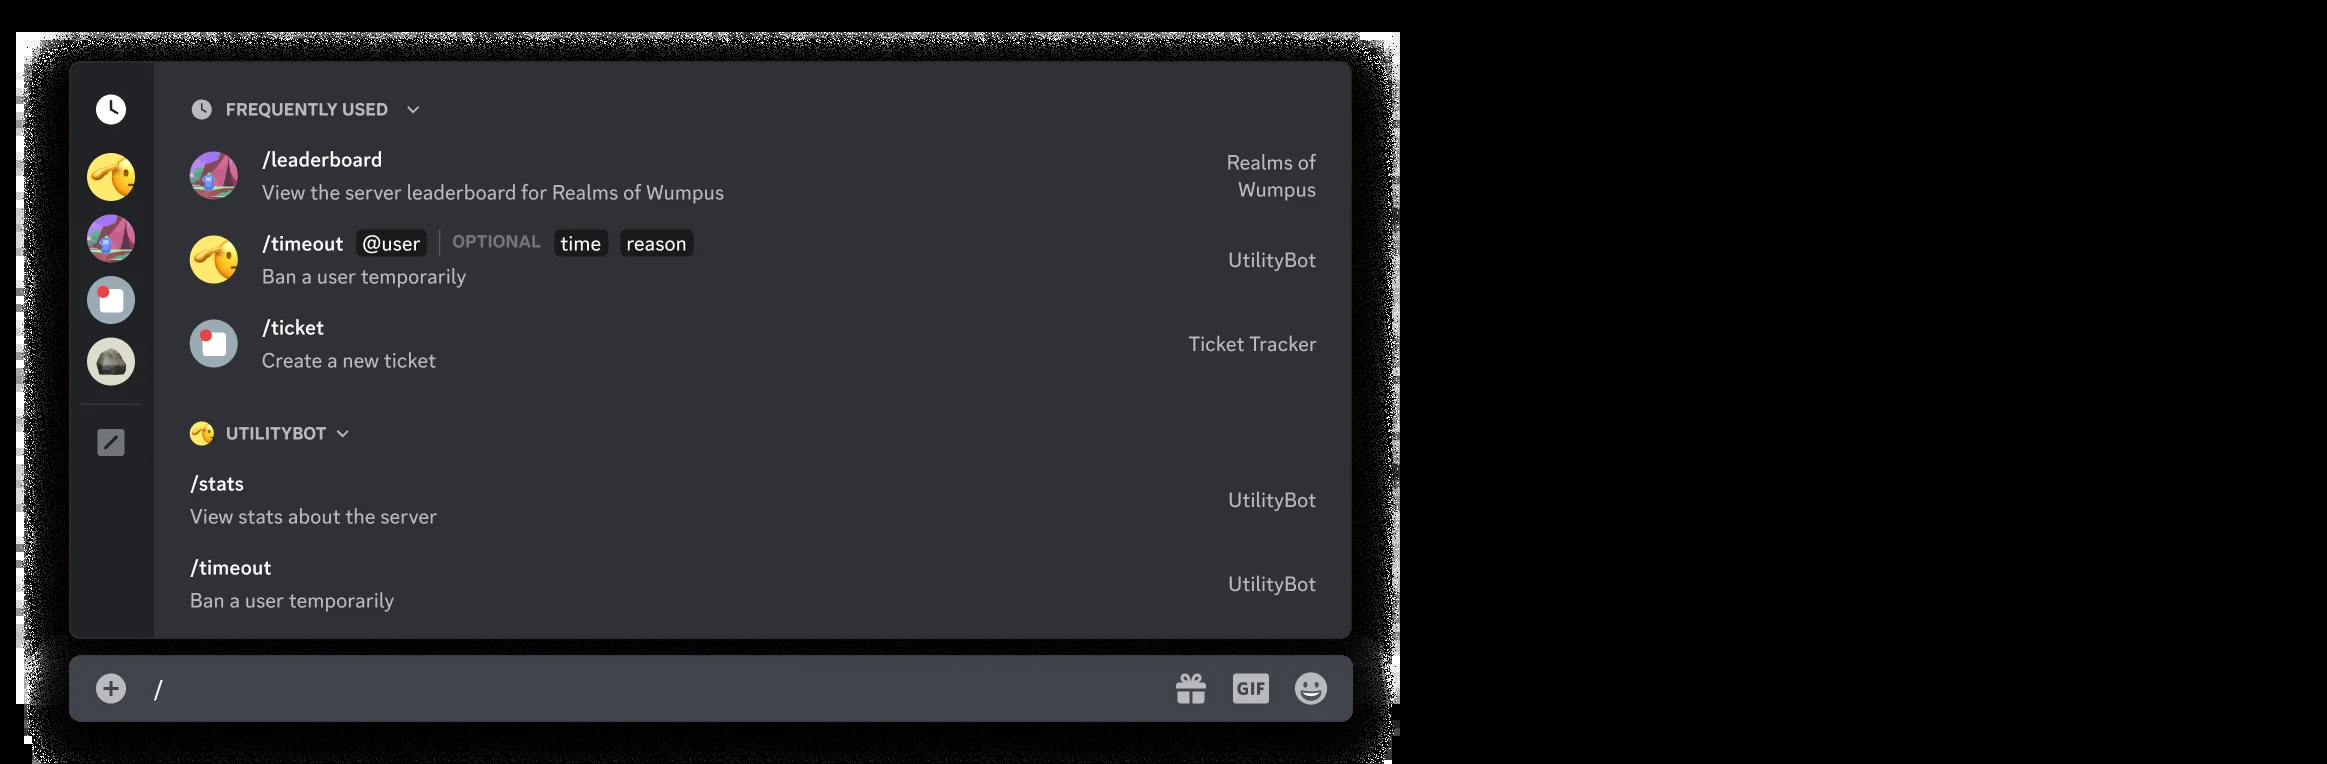 FREQUENTLY USED
/leaderboard
View the server leaderboard for Realms of Wumpus
Realms of
Wumpus
/timeout @user OPTIONAL time reason
Ban a user temporarily
UtilityBot
/ticket
Create a new ticket
Ticket Tracker
UTILITYBOT
/stats
View stats about the server
UtilityBot
/timeout
Ban a user temporarily
UtilityBot
/
GIF